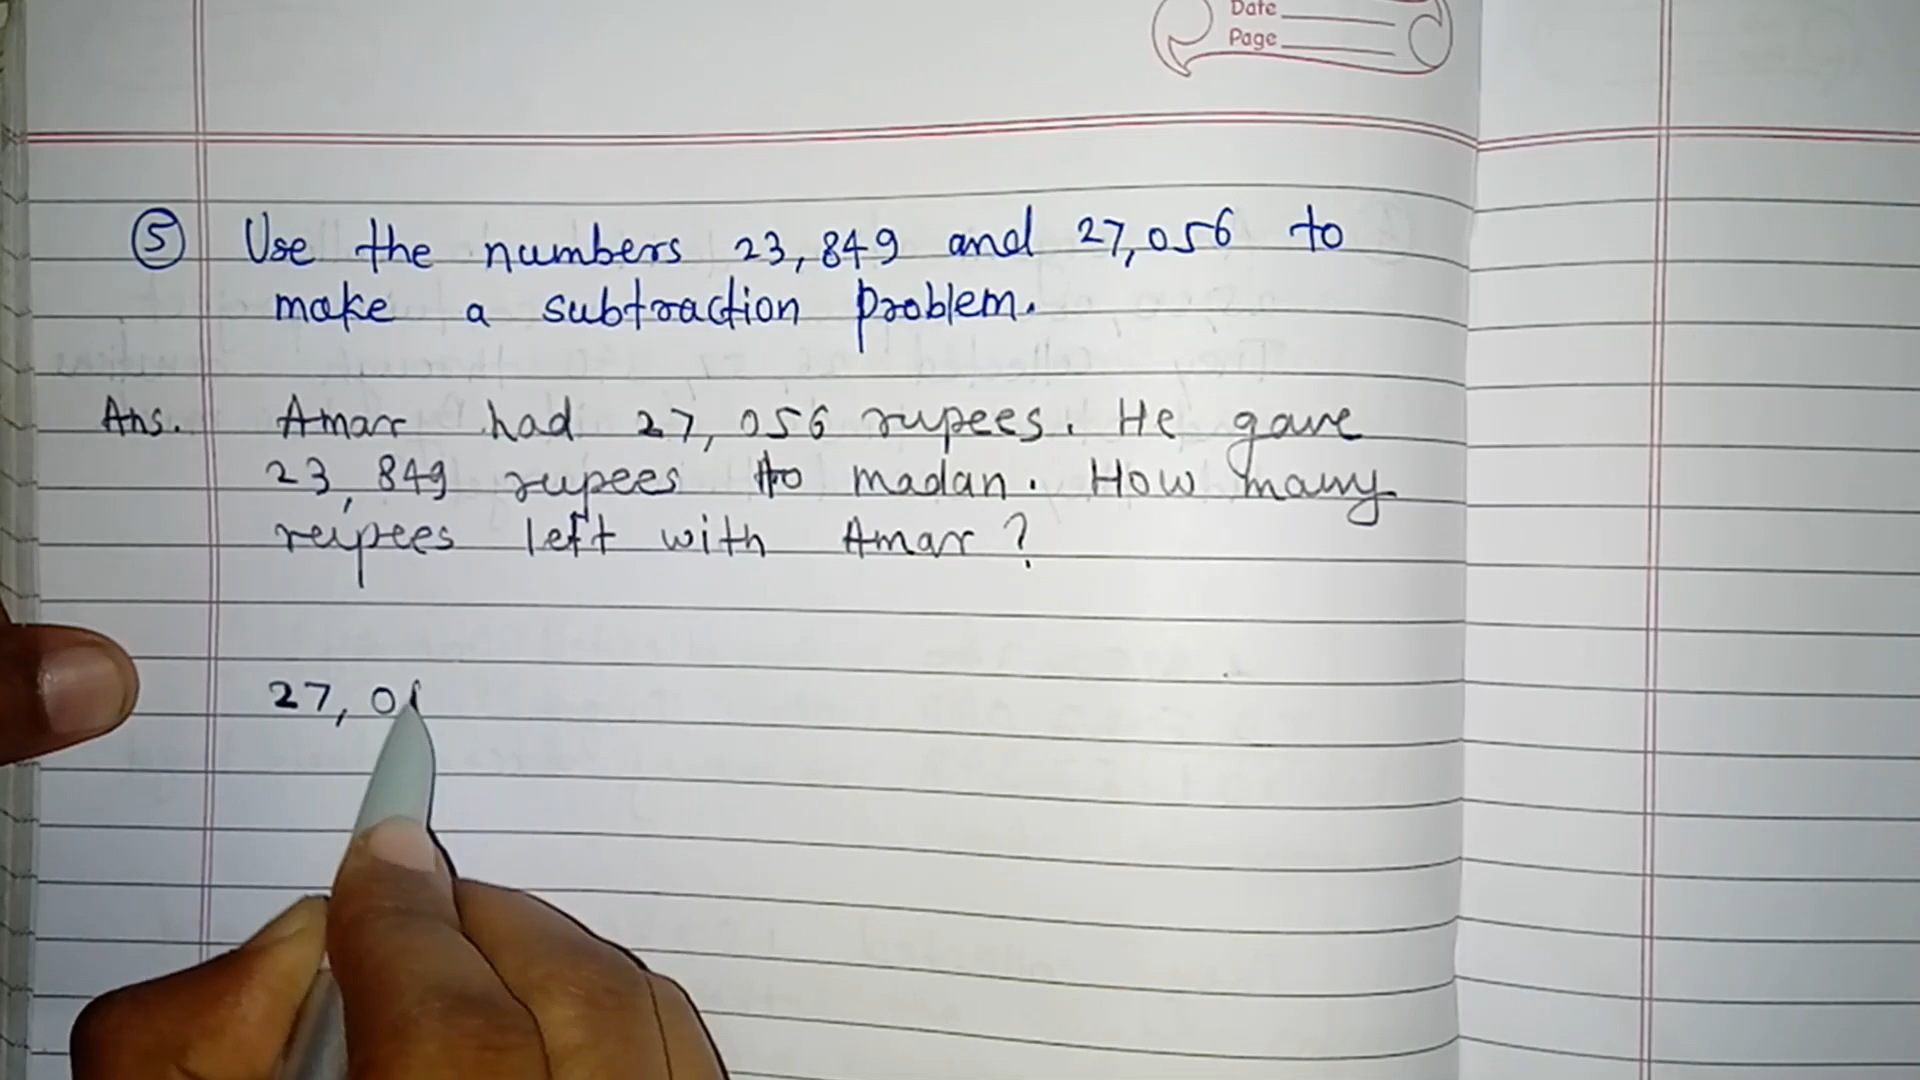 Date
Page
5 Use the numbers 23,849 and 27,056 to
make a subtraction problem.
Ans. Amar had 27,056 rupees. He gave
23,849 rupees to madan. How many
rupees left with Amar?
27,0